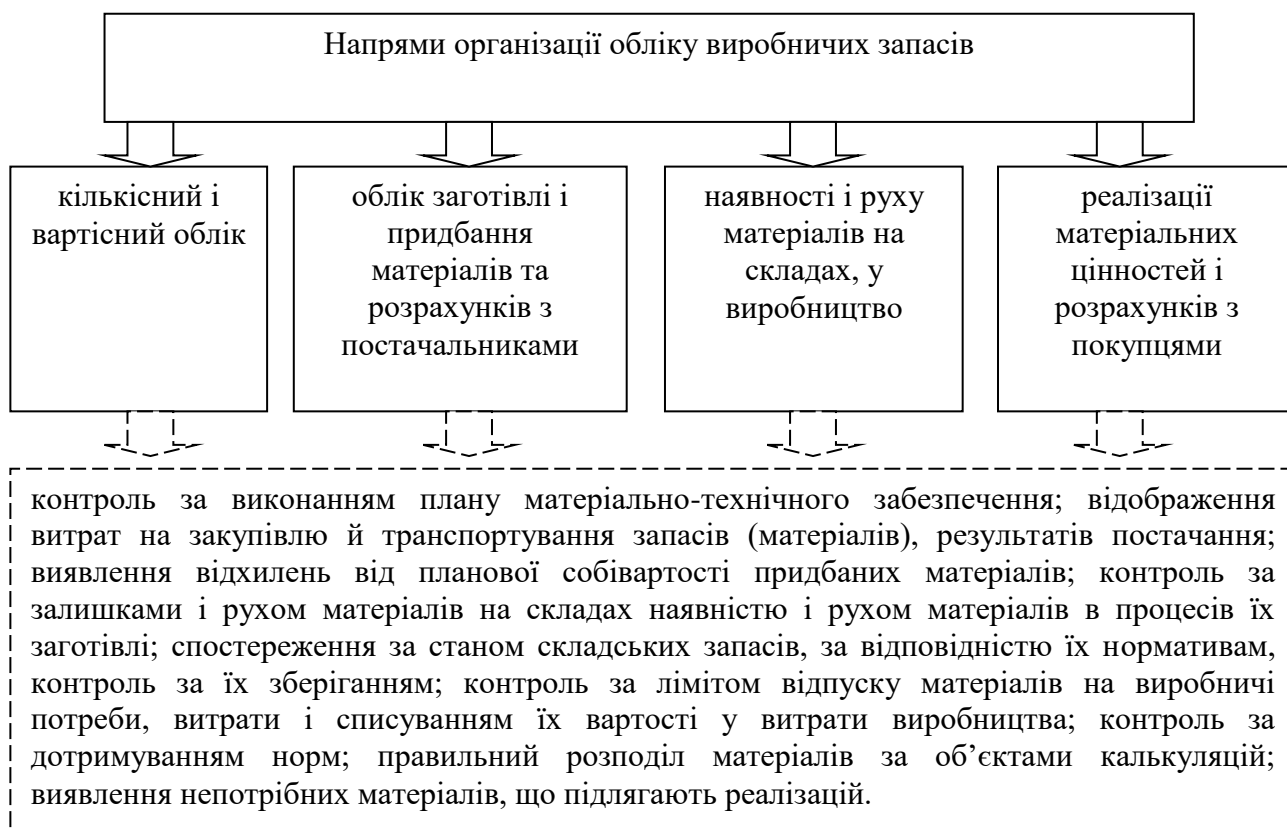 Напрями організації обліку виробничих запасів
кількісний і
вартісний облік
облік заготівлі і
придбання
матеріалів та
розрахунків з
постачальниками
наявності і руху
матеріалів на
складах, у
виробництво
реалізації
матеріальних
цінностей і
розрахунків з
покупцями
контроль за виконанням плану матеріально-технічного забезпечення; відображення
витрат на закупівлю й транспортування запасів (матеріалів), результатів постачання;
виявлення відхилень від планової собівартості придбаних матеріалів; контроль за
залишками і рухом матеріалів на складах наявністю і рухом матеріалів в процесів їх
заготівлі; спостереження за станом складських запасів, за відповідністю їх нормативам,
контроль за їх зберіганням; контроль за лімітом відпуску матеріалів на виробничі
потреби, витрати і списуванням їх вартості у витрати виробництва; контроль за
дотримуванням норм; правильний розподіл матеріалів за об’єктами калькуляцій;
виявлення непотрібних матеріалів, що підлягають реалізацій.